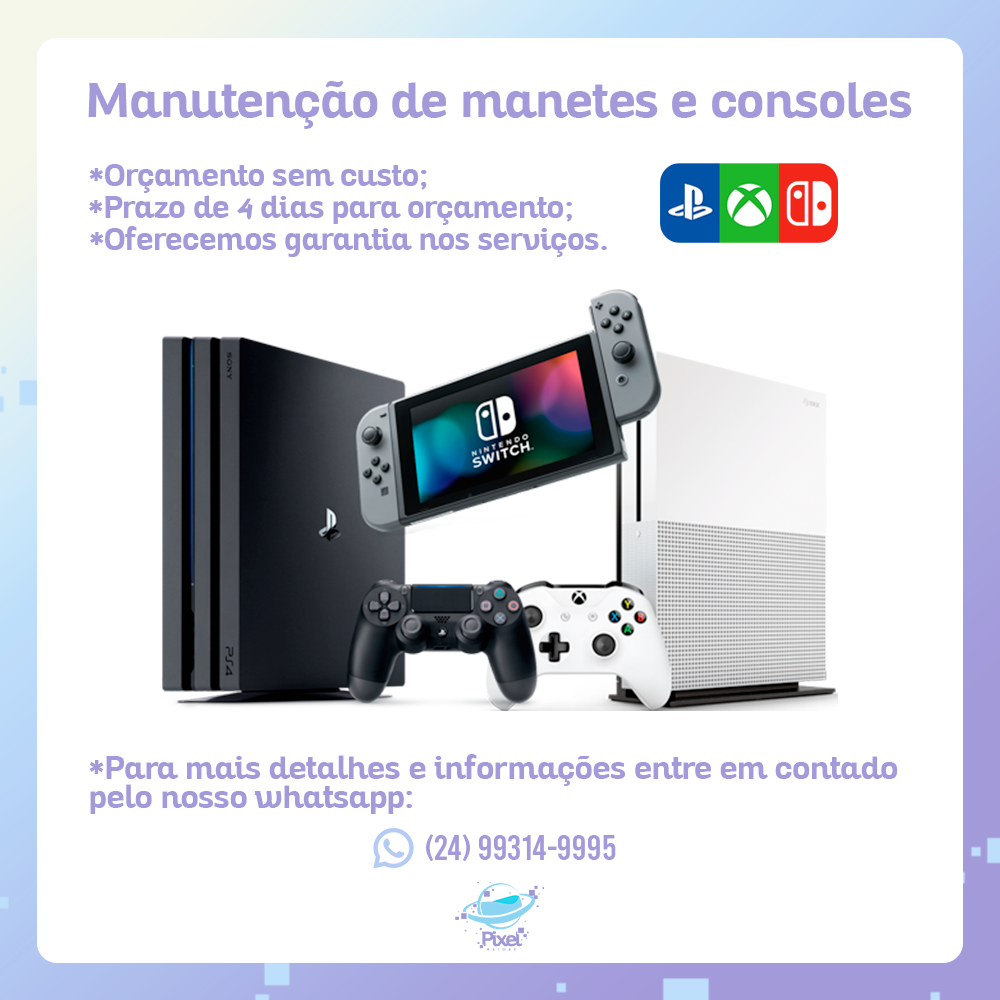 Manutenção de manetes e consoles
*Orçamento sem custo;
*Prazo de 4 dias para orçamento;
*Oferecemos garantia nos serviços.
SONY
NINTENDO
SWITCH
XBOX
Y
X
B
A
PS4
*Para mais detalhes e informações entre em contado
pelo nosso whatsapp:
(24) 99314-9995
Pixel